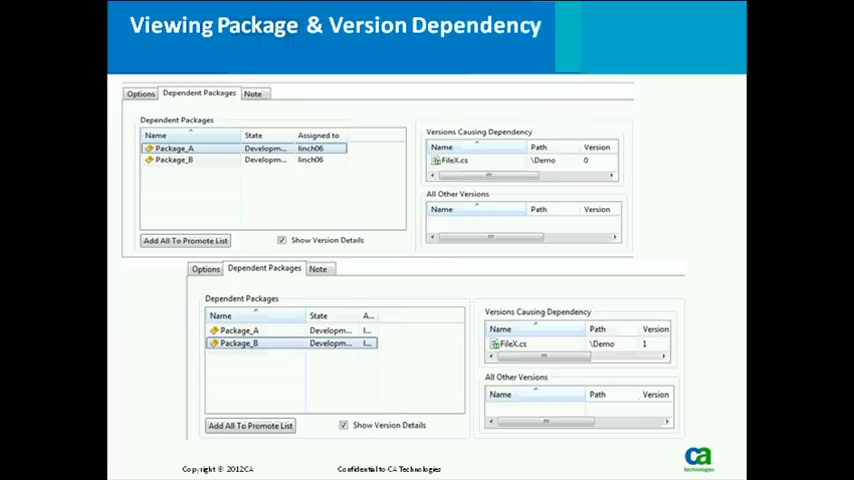 Viewing Package & Version Dependency
Options Dependent Packages Note
Dependent Packages
Name State Assigned to
Package_A Developm... linch06
Package_B Developm... linch06
Add All To Promote List Show Version Details
Versions Causing Dependency
Name Path Version
FileX.cs \Demo 0
All Other Versions
Name Path Version
Options Dependent Packages Note
Dependent Packages
Name State A...
Package_A Developm... l...
Package_B Developm... l...
Add All To Promote List Show Version Details
Versions Causing Dependency
Name Path Version
FileX.cs \Demo 1
All Other Versions
Name Path Version
Copyright © 2012 CA Confidential to CA Technologies
ca
technologies